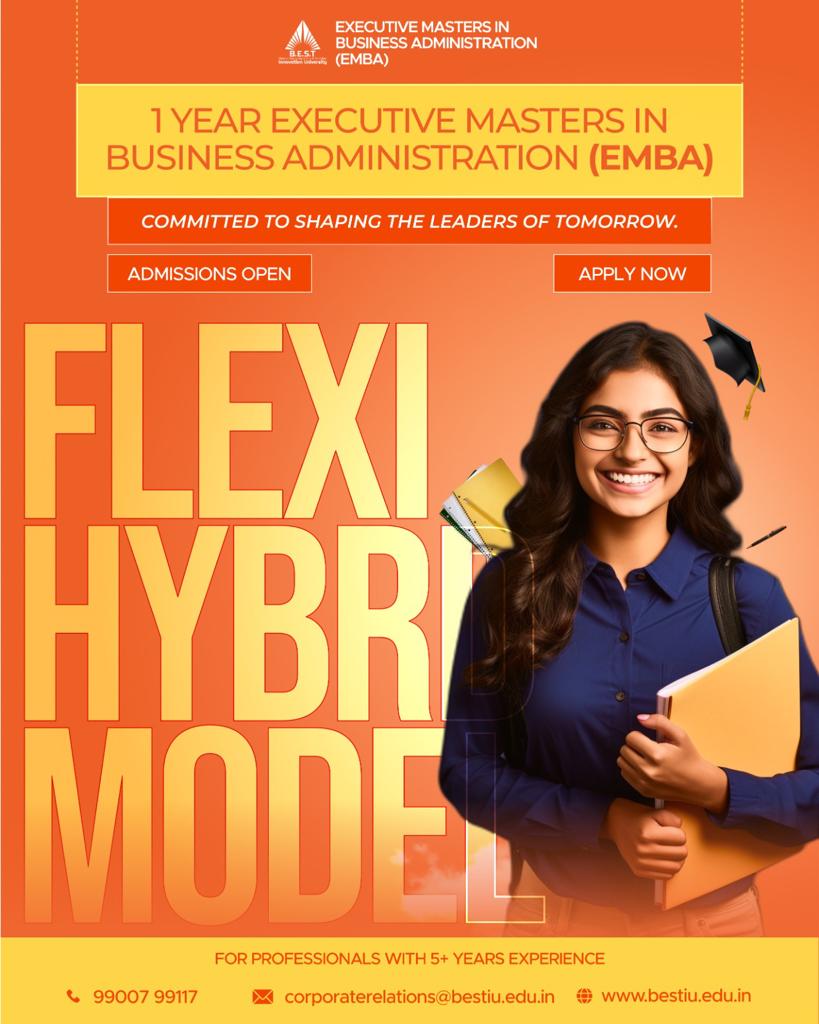 B.E.S.T
Innovation University
EXECUTIVE MASTERS IN
BUSINESS ADMINISTRATION
(EMBA)
1 YEAR EXECUTIVE MASTERS IN
BUSINESS ADMINISTRATION (EMBA)
COMMITTED TO SHAPING THE LEADERS OF TOMORROW.
ADMISSIONS OPEN
APPLY NOW
FLEXI
HYBRID
MODEL
FOR PROFESSIONALS WITH 5+ YEARS EXPERIENCE
99007 99117
corporaterelations@bestiu.edu.in
www.bestiu.edu.in